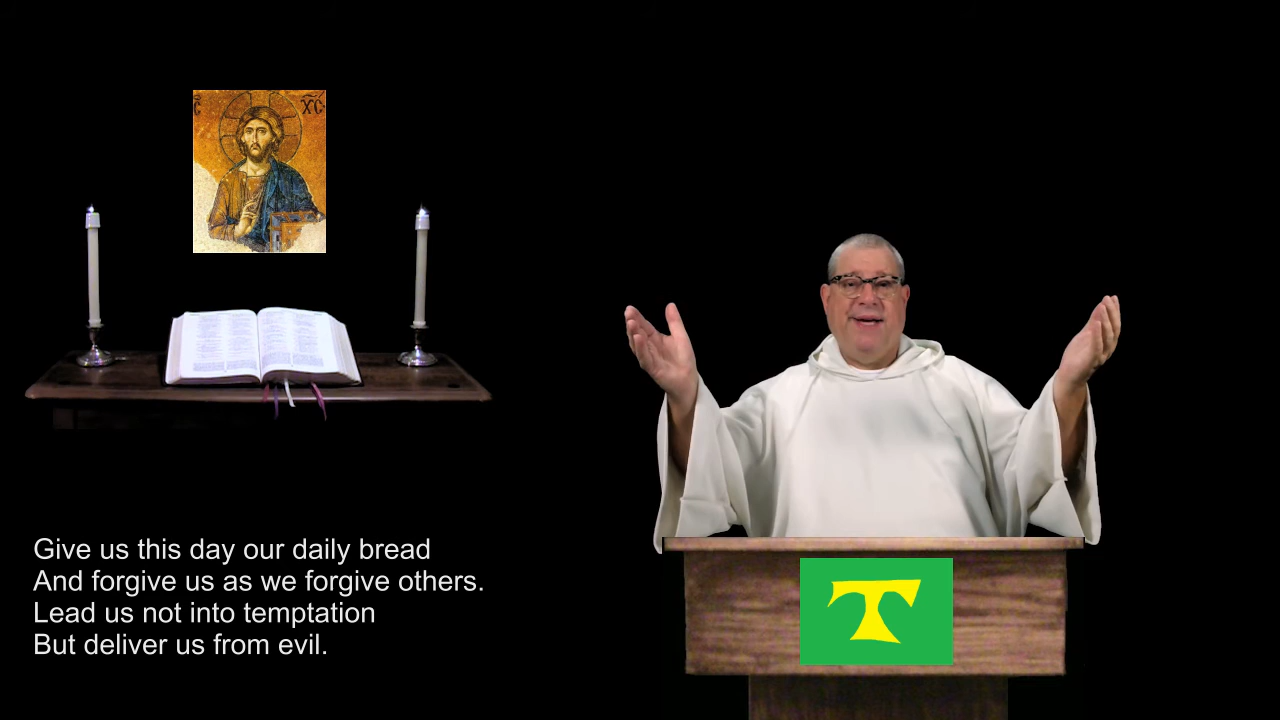 ΧC
Give us this day our daily bread
And forgive us as we forgive others.
Lead us not into temptation
But deliver us from evil.
T